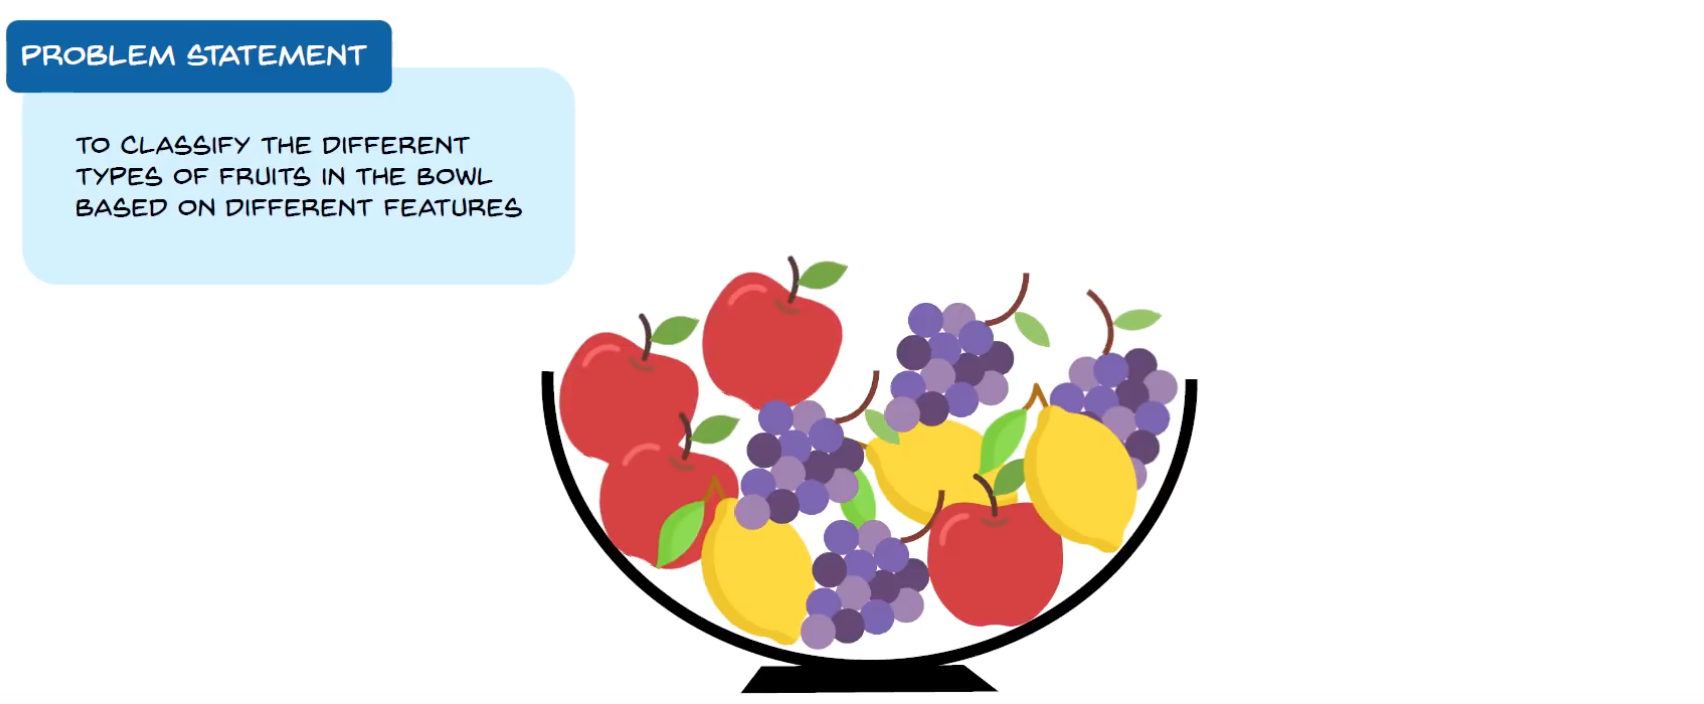 PROBLEM STATEMENT
TO CLASSIFY THE DIFFERENT
TYPES OF FRUITS IN THE BOWL
BASED ON DIFFERENT FEATURES